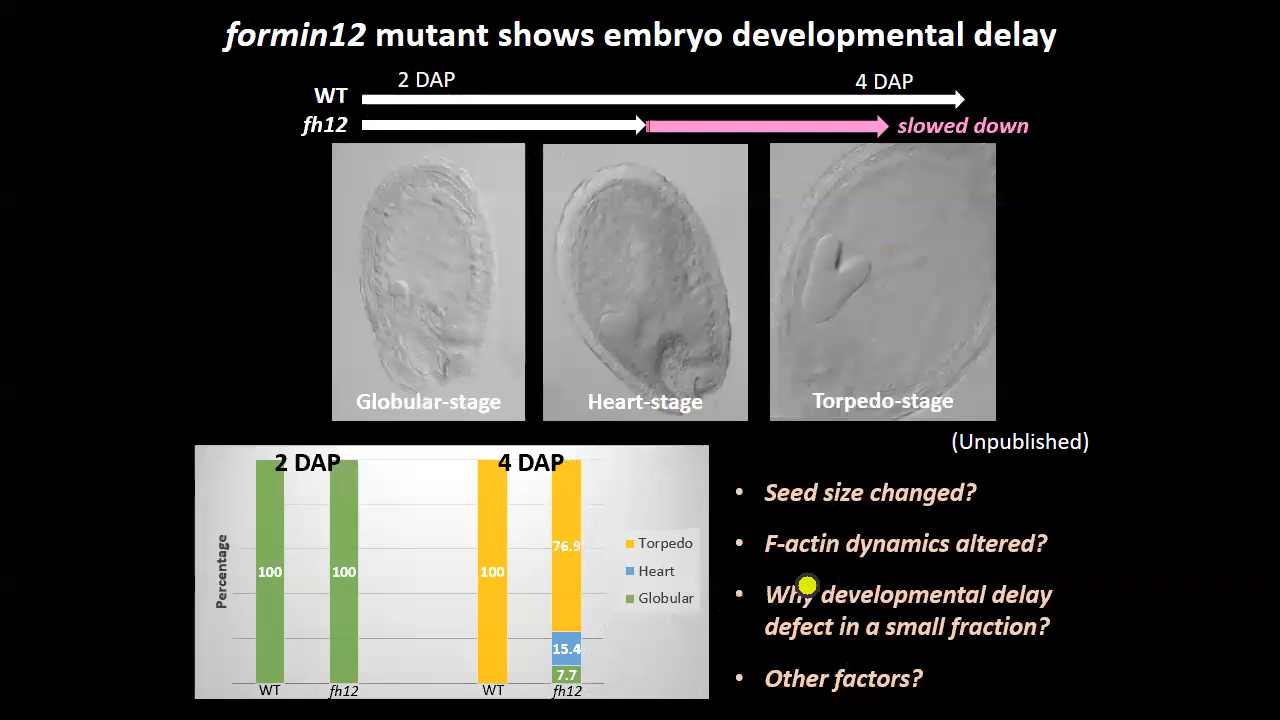 formin12 mutant shows embryo developmental delay
2 DAP
4 DAP
WT
fh12
slowed down
Globular-stage
Heart-stage
Torpedo-stage
(Unpublished)
2 DAP
4 DAP
Percentage
100
100
100
76.9
15.4
7.7
WT
fh12
WT
fh12
Torpedo
Heart
Globular
• Seed size changed?
• F-actin dynamics altered?
• Why developmental delay
defect in a small fraction?
• Other factors?